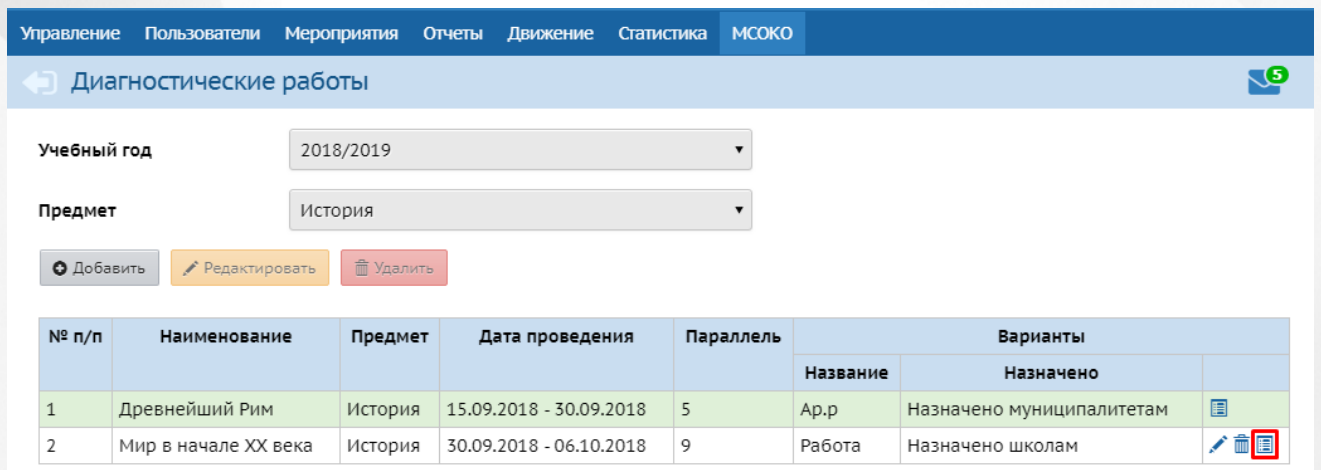 Управление Пользователи Мероприятия Отчеты Движение Статистика МСОКО
Диагностические работы 5
Учебный год 2018/2019
Предмет История
Добавить Редактировать Удалить
№ п/п Наименование Предмет Дата проведения Параллель Варианты
Название Назначено
1 Древнейший Рим История 15.09.2018 - 30.09.2018 5 Ар.р Назначено муниципалитетам
2 Мир в начале XX века История 30.09.2018 - 06.10.2018 9 Работа Назначено школам